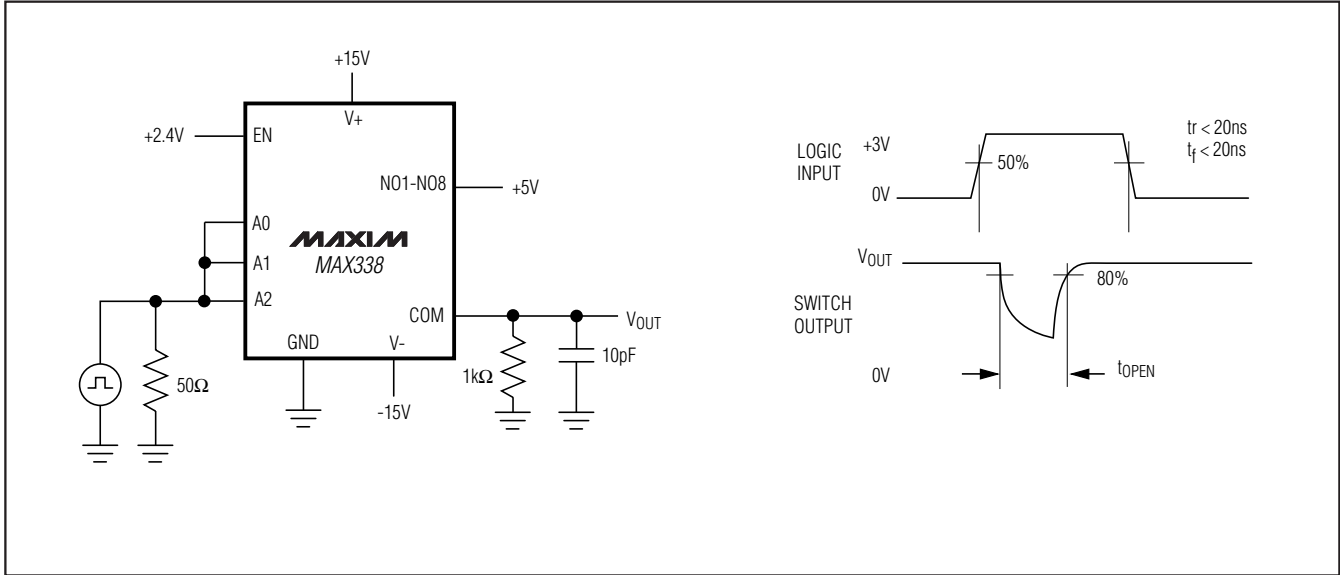 +15V
V+
+2.4V
EN
NO1-NO8
+5V
A0
MAXIM
A1
MAX338
A2
COM
VOUT
GND
V-
10pF
1kΩ
50Ω
-15V
LOGIC
INPUT
+3V
50%
0V
tr < 20ns
tf < 20ns
VOUT
80%
SWITCH
OUTPUT
0V
tOPEN